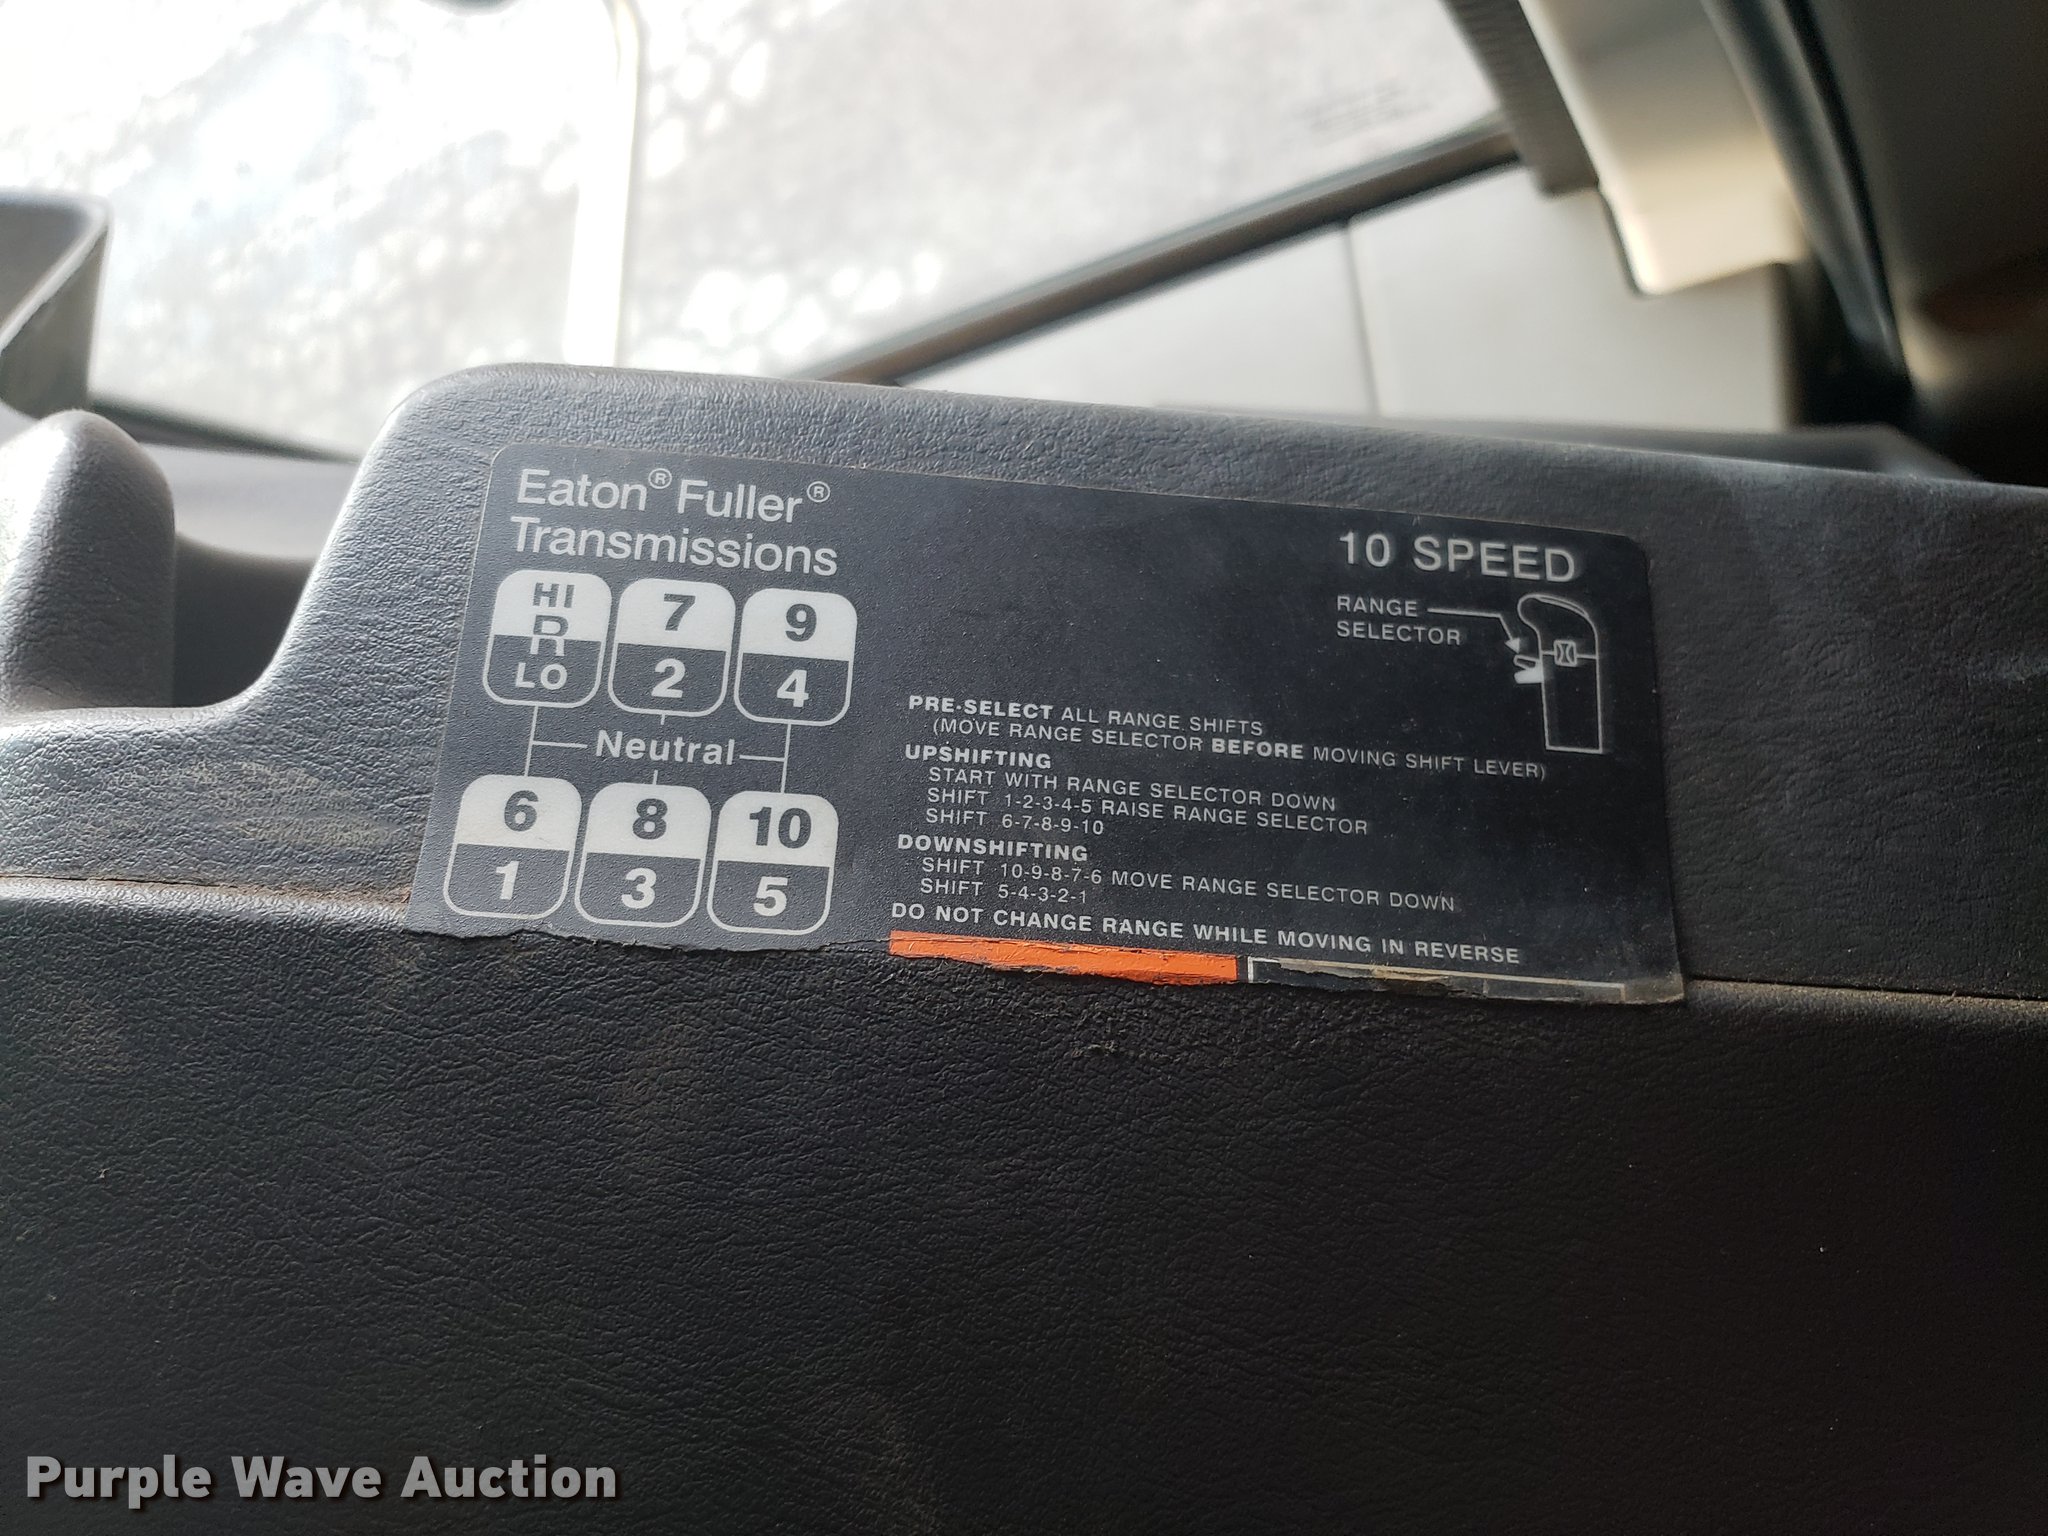 Eaton® Fuller®
Transmissions
HI
R
LO
7
2
9
4
Neutral
6
1
8
3
10
5
10 SPEED
RANGE
SELECTOR
PRE-SELECT ALL RANGE SHIFTS
(MOVE RANGE SELECTOR BEFORE MOVING SHIFT LEVER)
UPSHIFTING
START WITH RANGE SELECTOR DOWN
SHIFT 1-2-3-4-5 RAISE RANGE SELECTOR
SHIFT 6-7-8-9-10
DOWNSHIFTING
SHIFT 10-9-8-7-6 MOVE RANGE SELECTOR DOWN
SHIFT 5-4-3-2-1
DO NOT CHANGE RANGE WHILE MOVING IN REVERSE
Purple Wave Auction